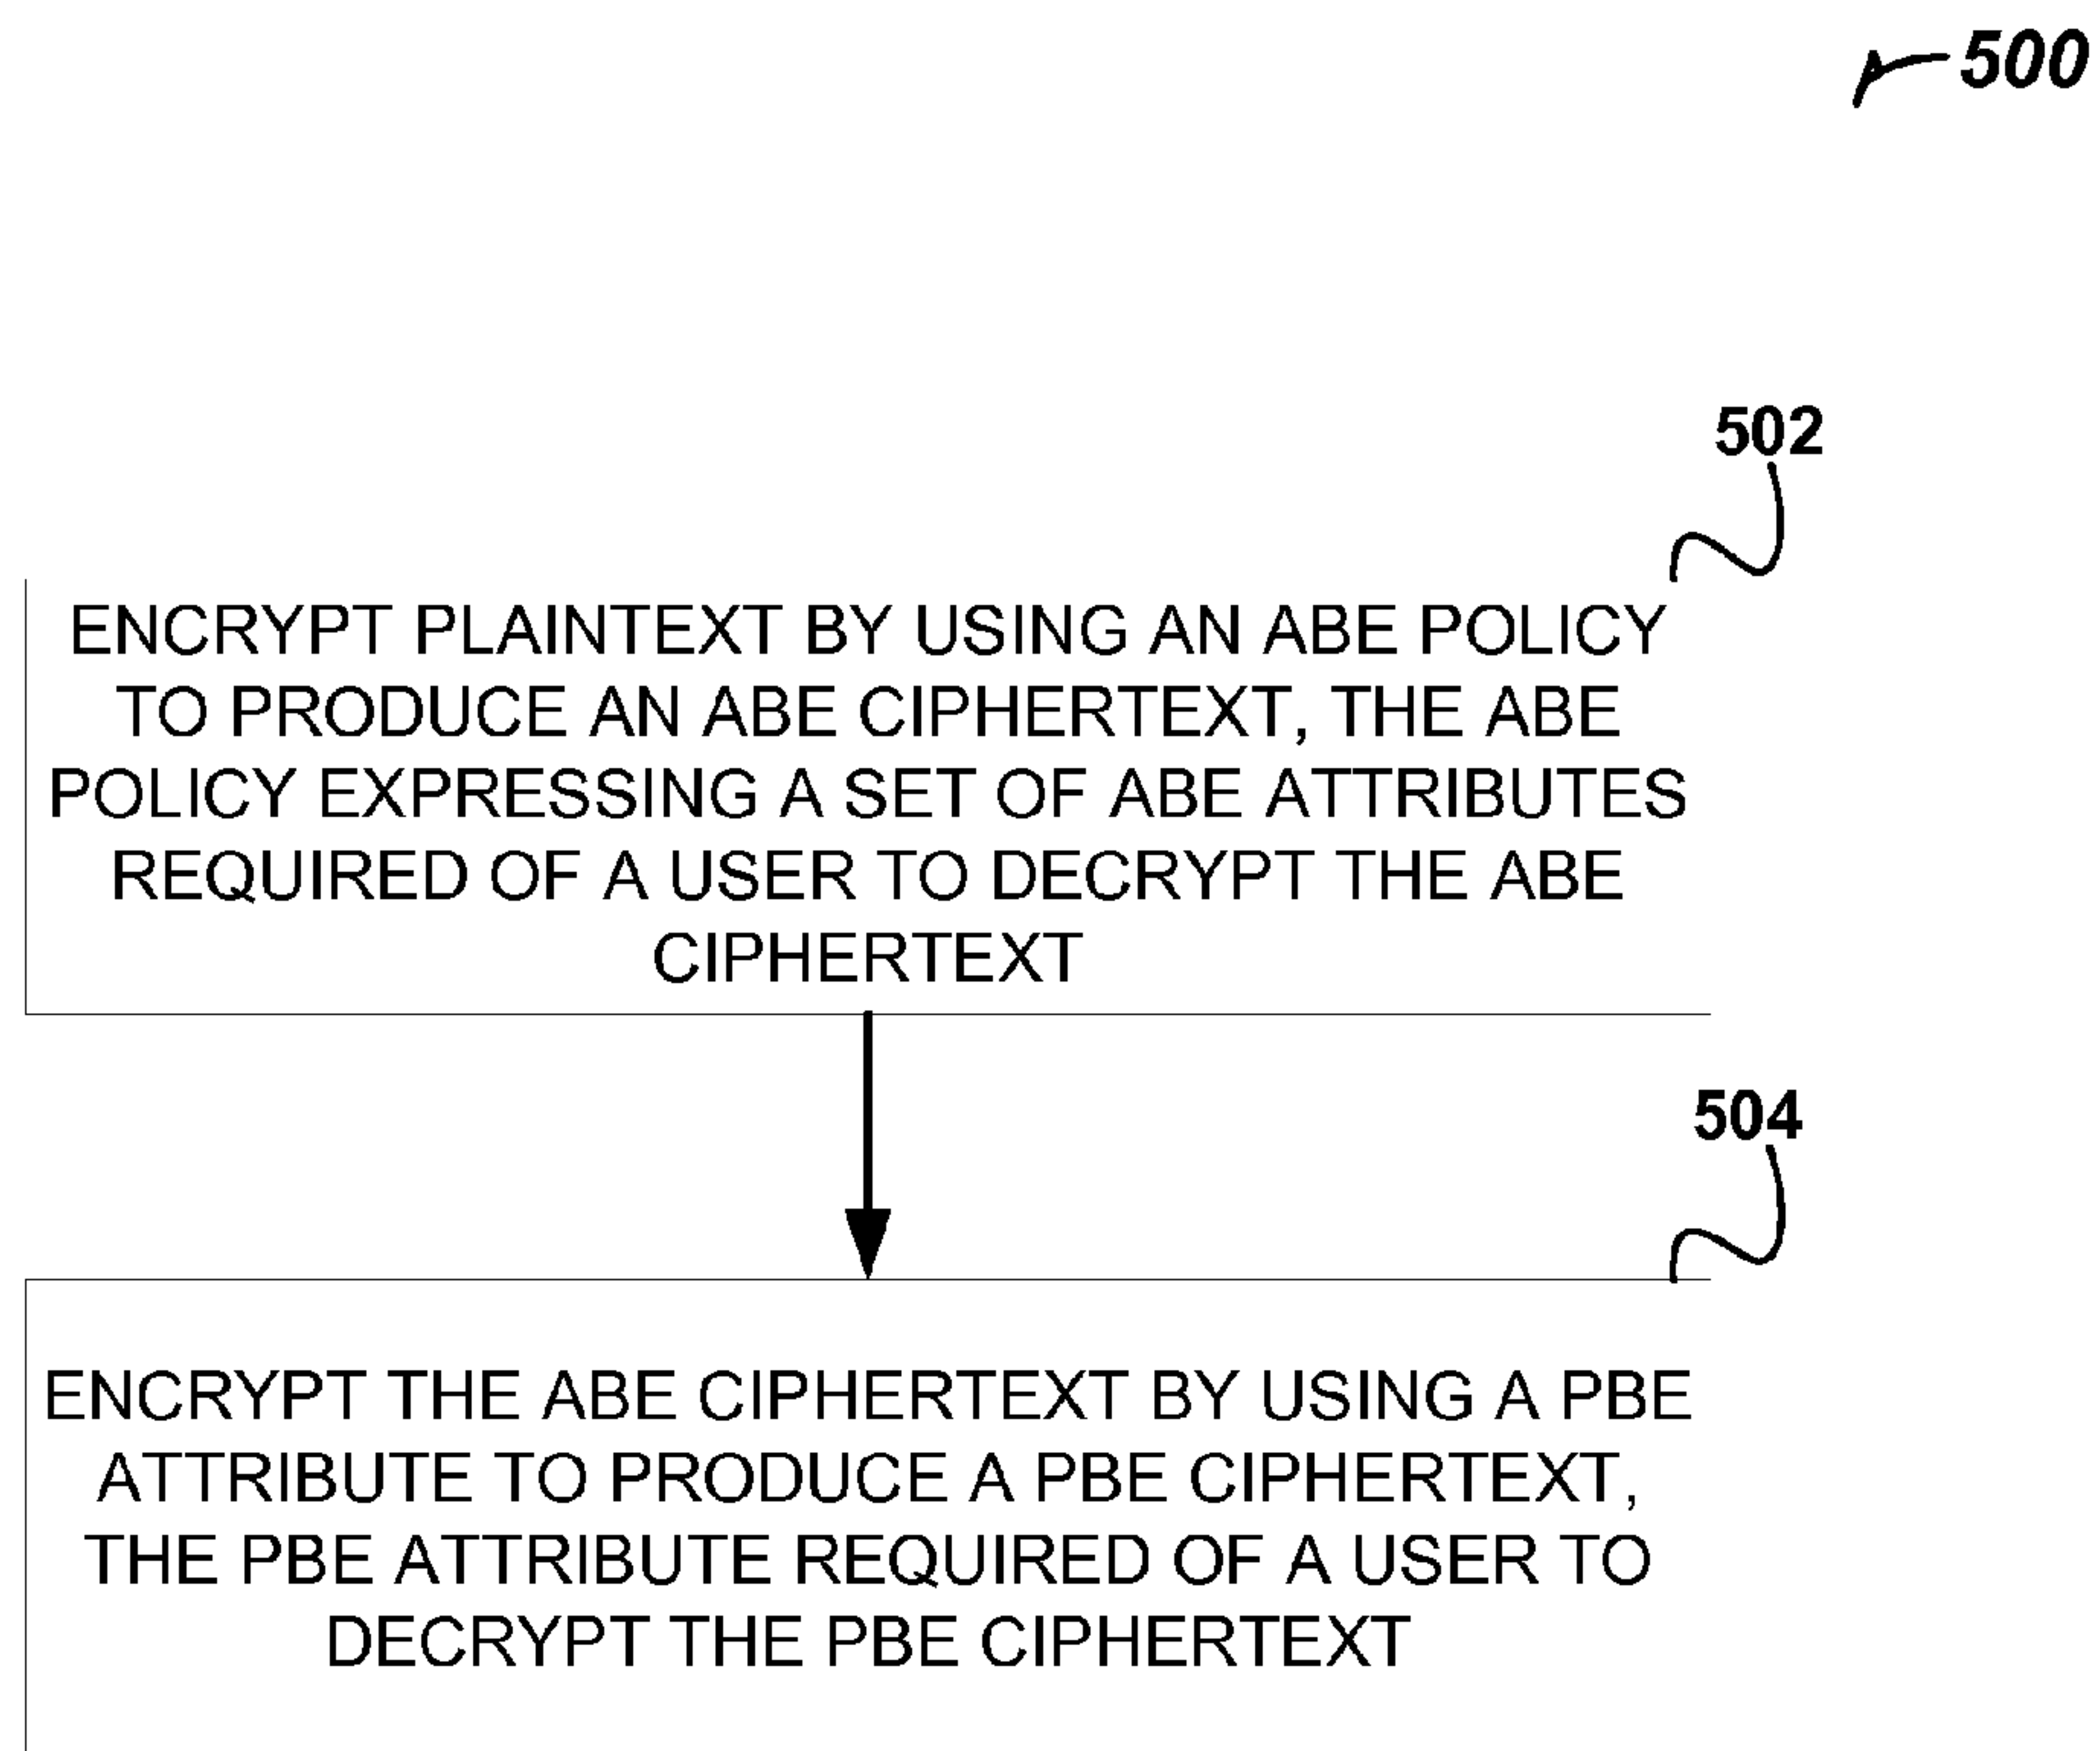 500
502
ENCRYPT PLAINTEXT BY USING AN ABE POLICY
TO PRODUCE AN ABE CIPHERTEXT, THE ABE
POLICY EXPRESSING A SET OF ABE ATTRIBUTES
REQUIRED OF A USER TO DECRYPT THE ABE
CIPHERTEXT
504
ENCRYPT THE ABE CIPHERTEXT BY USING A PBE
ATTRIBUTE TO PRODUCE A PBE CIPHERTEXT,
THE PBE ATTRIBUTE REQUIRED OF A USER TO
DECRYPT THE PBE CIPHERTEXT